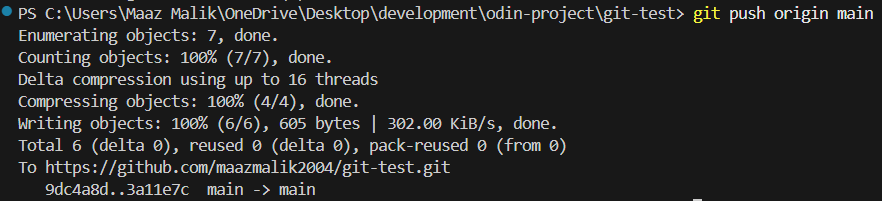 PS C:\Users\Maaz Malik\OneDrive\Desktop\development\odin-project\git-test> git push origin main
Enumerating objects: 7, done.
Counting objects: 100% (7/7), done.
Delta compression using up to 16 threads
Compressing objects: 100% (4/4), done.
Writing objects: 100% (6/6), 605 bytes | 302.00 KiB/s, done.
Total 6 (delta 0), reused 0 (delta 0), pack-reused 0 (from 0)
To https://github.com/maazmalik2004/git-test.git
   9dc4a8d..3a11e7c  main -> main